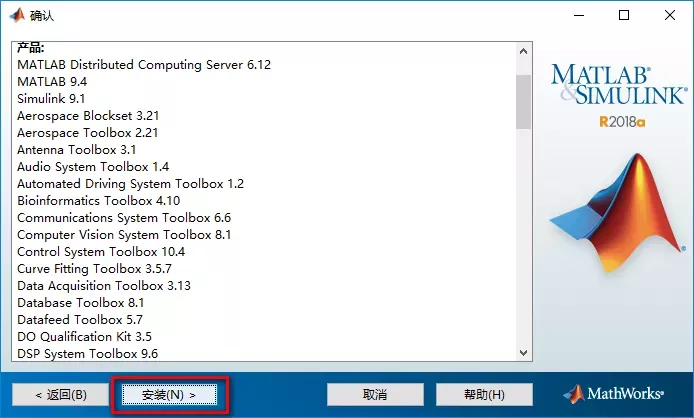 确认
产品:
MATLAB Distributed Computing Server 6.12
MATLAB 9.4
Simulink 9.1
Aerospace Blockset 3.21
Aerospace Toolbox 2.21
Antenna Toolbox 3.1
Audio System Toolbox 1.4
Automated Driving System Toolbox 1.2
Bioinformatics Toolbox 4.10
Communications System Toolbox 6.6
Computer Vision System Toolbox 8.1
Control System Toolbox 10.4
Curve Fitting Toolbox 3.5.7
Data Acquisition Toolbox 3.13
Database Toolbox 8.1
Datafeed Toolbox 5.7
DO Qualification Kit 3.5
DSP System Toolbox 9.6
MATLAB®
&SIMULINK®
R2018a
®
< 返回(B)
安装(N) >
取消
帮助(H)
MathWorks®